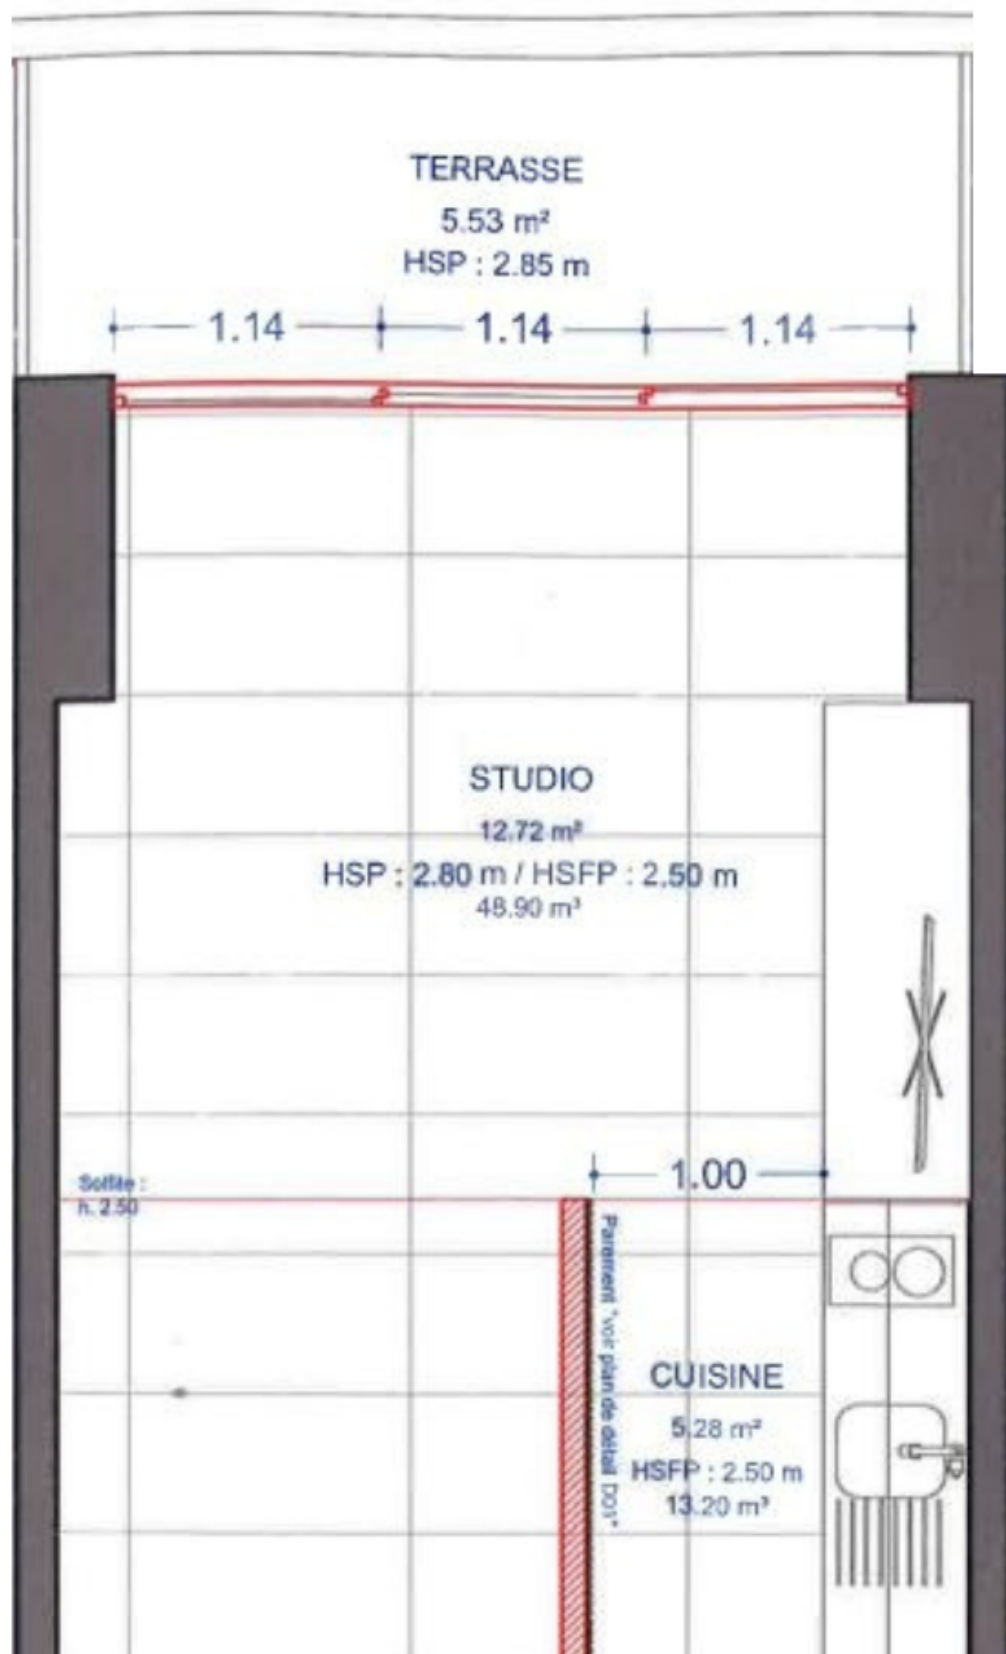 TERRASSE
5.53 m²
HSP : 2.85 m
1.14 1.14 1.14
STUDIO
12.72 m²
HSP : 2.80 m / HSFP : 2.50 m
48.90 m³
1.00
Soffite :
h. 2.50
Parement "voir plan de détail D01"
CUISINE
5.28 m²
HSFP : 2.50 m
13.20 m³